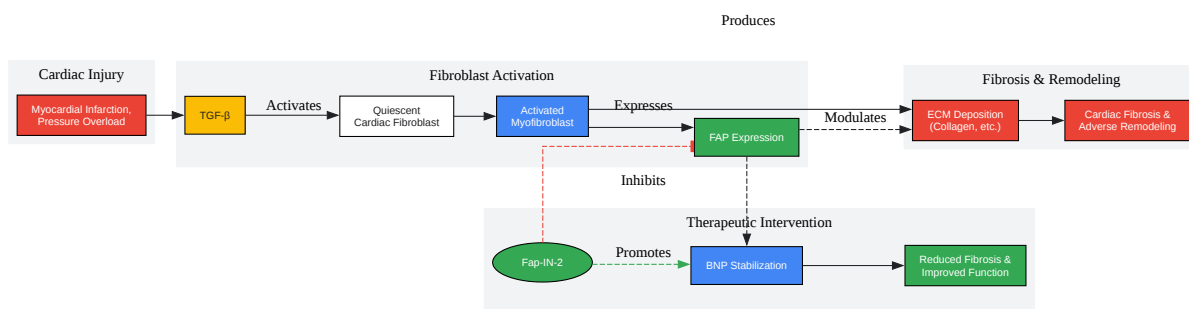 Produces
Cardiac Injury
Fibroblast Activation
Fibrosis & Remodeling
Myocardial Infarction,
Pressure Overload
TGF-β
Activates
Quiescent
Cardiac Fibroblast
Activated
Myofibroblast
Expresses
FAP Expression
Modulates
ECM Deposition
(Collagen, etc.)
Cardiac Fibrosis &
Adverse Remodeling
Inhibits
Therapeutic Intervention
Fap-IN-2
Promotes
BNP Stabilization
Reduced Fibrosis &
Improved Function